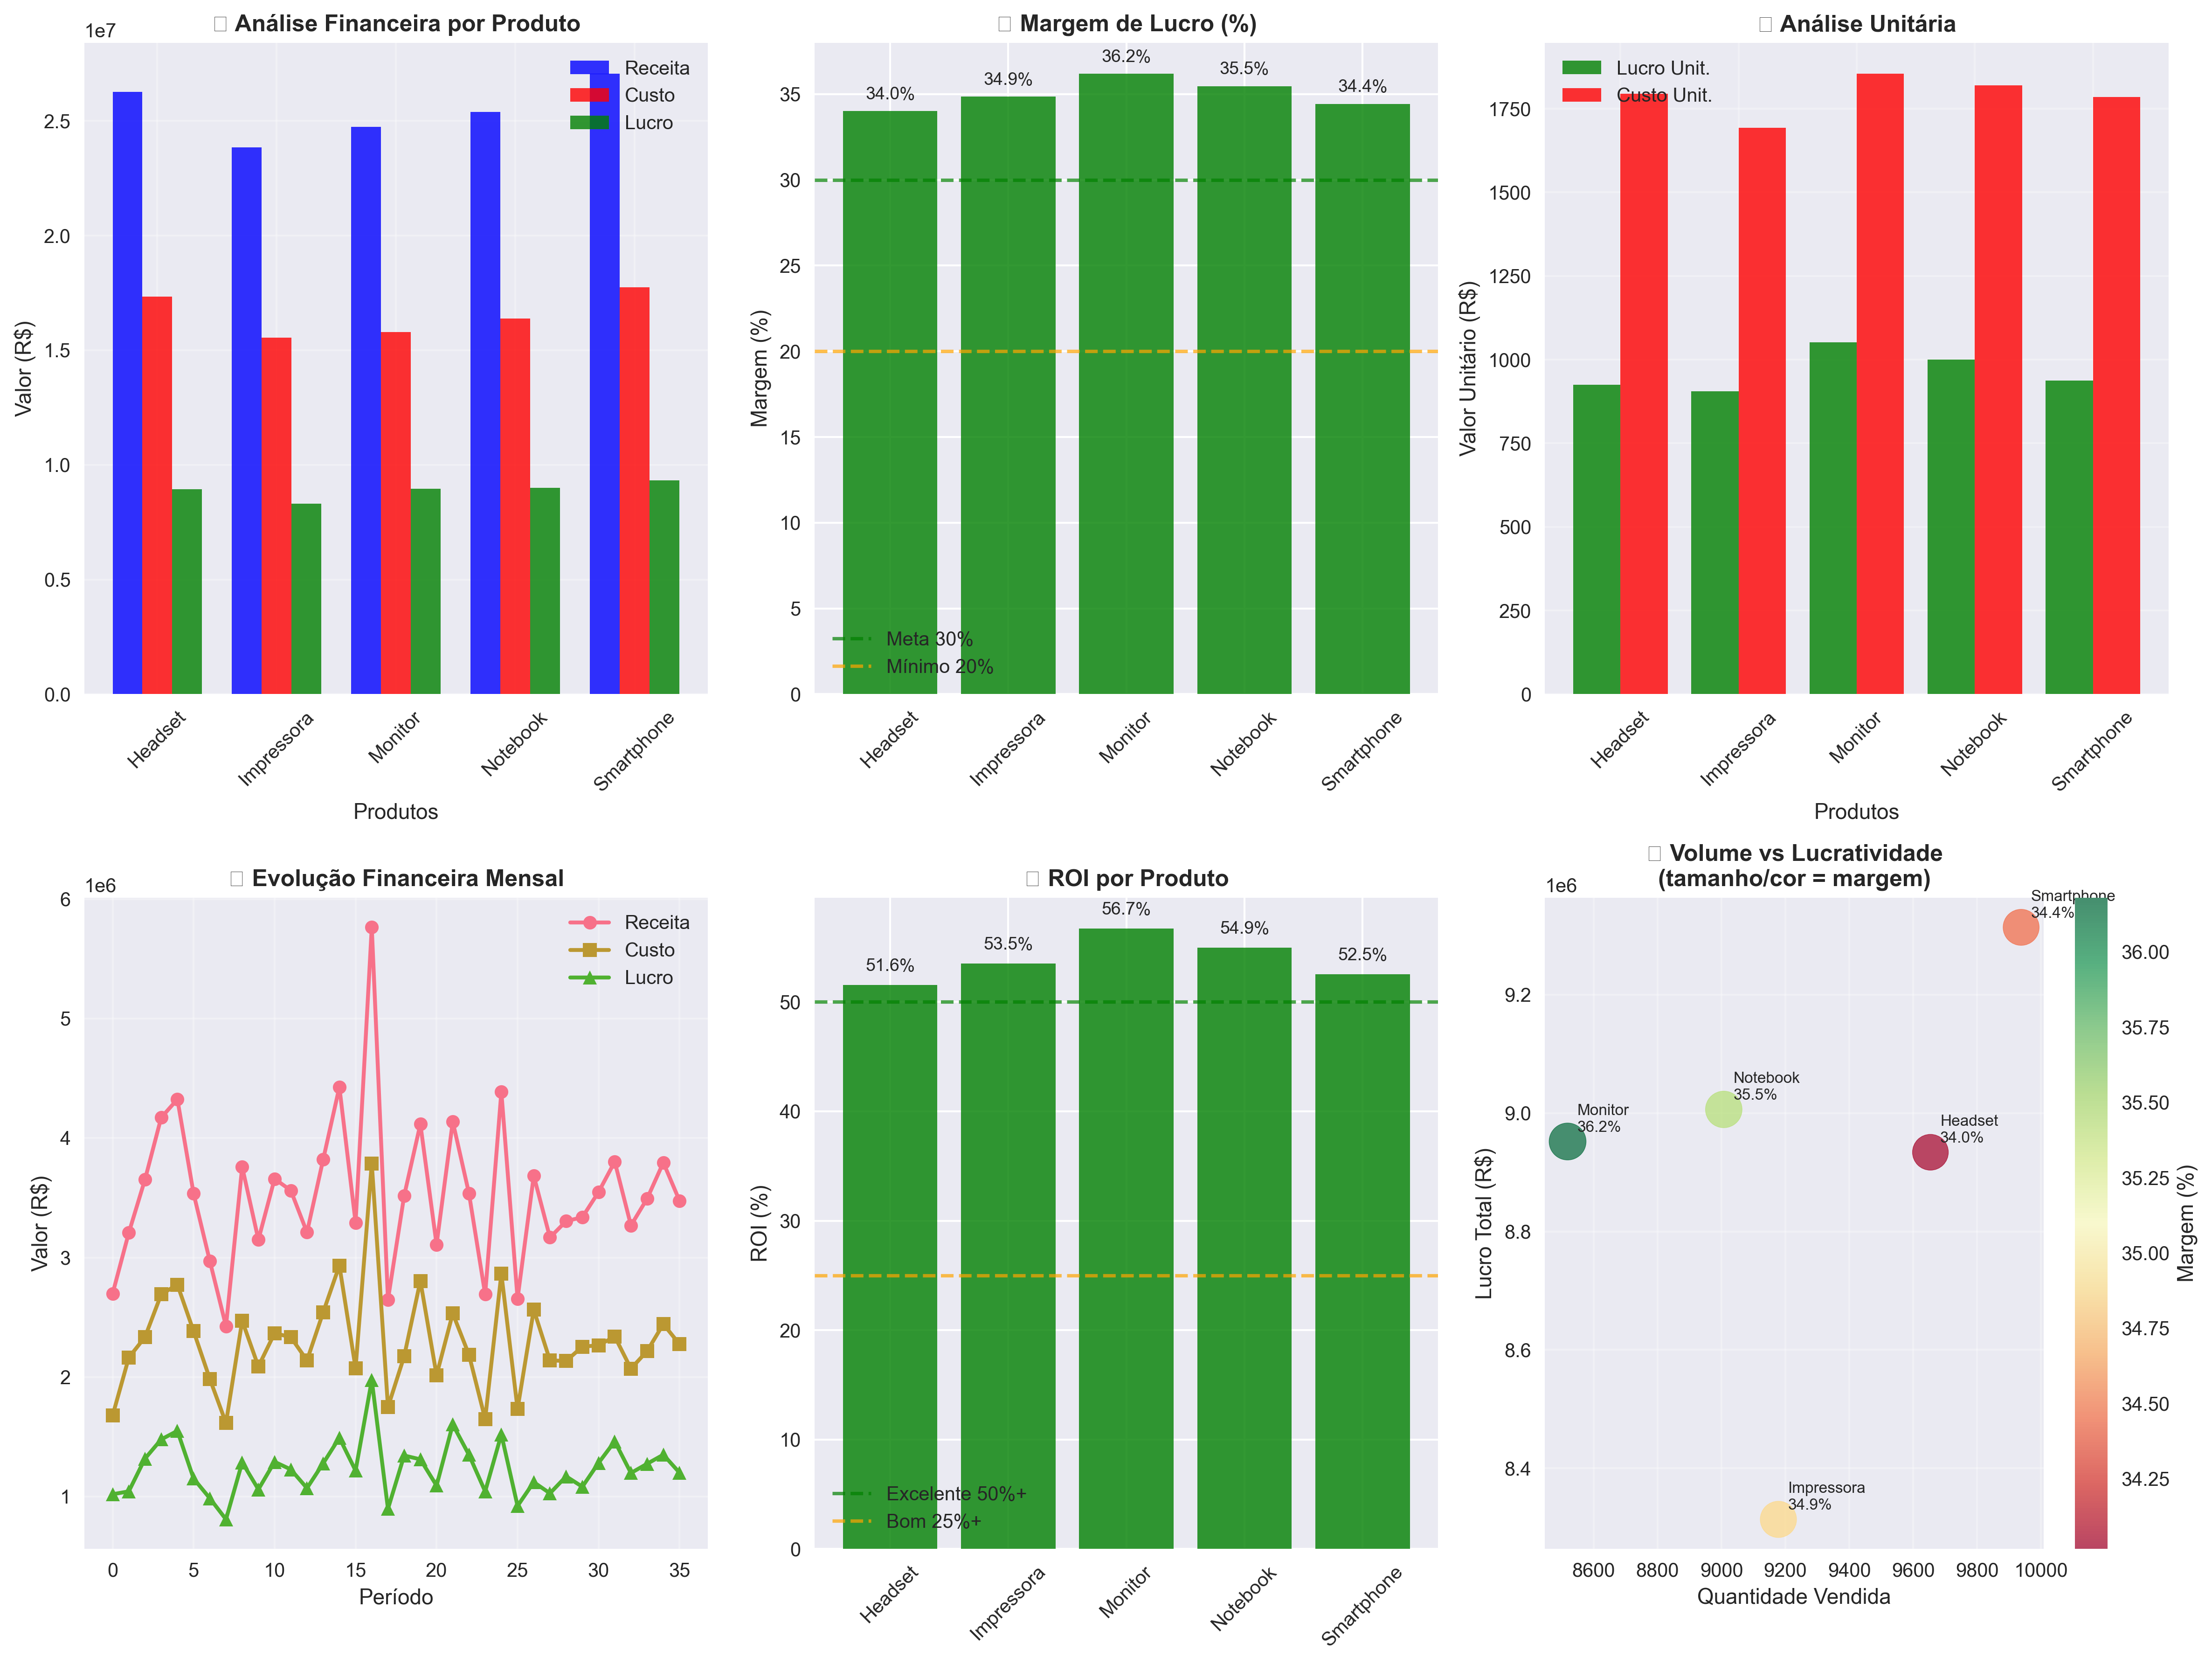 Análise Financeira por Produto
1e7
Valor (R$)
2.5
2.0
1.5
1.0
0.5
0.0
Receita
Custo
Lucro
Headset
Impressora
Monitor
Notebook
Smartphone
Produtos
Margem de Lucro (%)
Margem (%)
35
30
25
20
15
10
5
0
34.0%
34.9%
36.2%
35.5%
34.4%
Meta 30%
Mínimo 20%
Headset
Impressora
Monitor
Notebook
Smartphone
Análise Unitária
Valor Unitário (R$)
1750
1500
1250
1000
750
500
250
0
Lucro Unit.
Custo Unit.
Headset
Impressora
Monitor
Notebook
Smartphone
Produtos
Evolução Financeira Mensal
1e6
Valor (R$)
6
5
4
3
2
1
Receita
Custo
Lucro
0
5
10
15
20
25
30
35
Período
ROI por Produto
ROI (%)
50
40
30
20
10
0
51.6%
53.5%
56.7%
54.9%
52.5%
Excelente 50%+
Bom 25%+
Headset
Impressora
Monitor
Notebook
Smartphone
Volume vs Lucratividade
(tamanho/cor = margem)
1e6
Lucro Total (R$)
9.2
9.0
8.8
8.6
8.4
Smartphone
34.4%
Notebook
35.5%
Monitor
36.2%
Headset
34.0%
Impressora
34.9%
8600
8800
9000
9200
9400
9600
9800
10000
Quantidade Vendida
36.00
35.75
35.50
35.25
35.00
34.75
34.50
34.25
Margem (%)